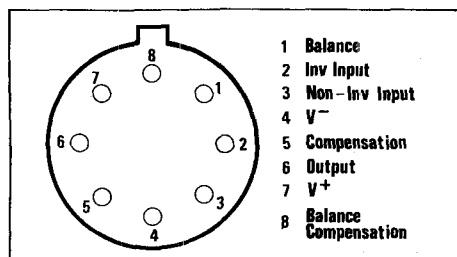 8
7
1
6
2
5
3
4
1 Balance
2 Inv Input
3 Non-Inv Input
4 V−
5 Compensation
6 Output
7 V+
8 Balance
Compensation